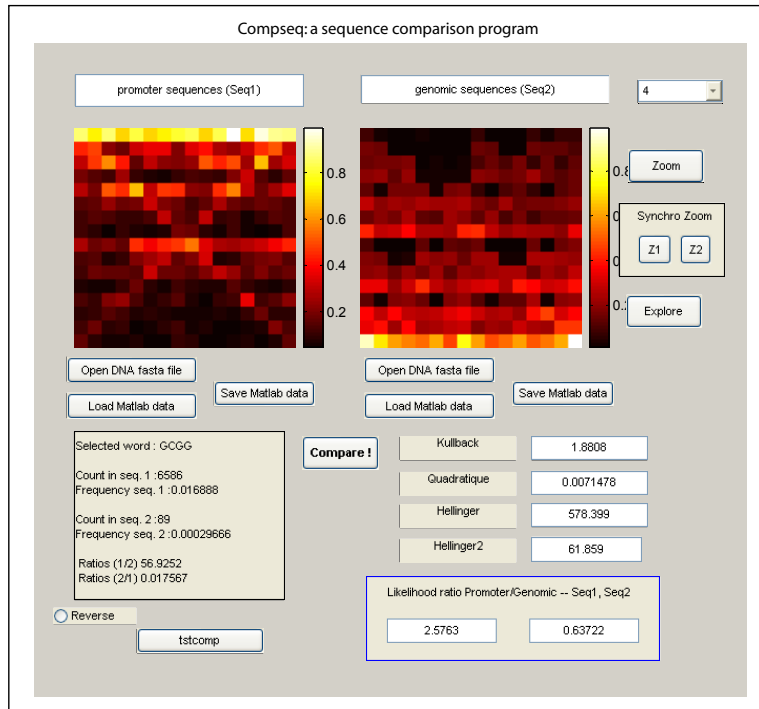 Compseq: a sequence comparison program
promoter sequences (Seq1)
genomic sequences (Seq2)
4
0.8
0.6
0.4
0.2
0.8
0.
0.
0.2
Zoom
Synchro Zoom
Z1
Z2
Explore
Open DNA fasta file
Save Matlab data
Load Matlab data
Open DNA fasta file
Save Matlab data
Load Matlab data
Selected word : GCGG
Count in seq. 1 :6586
Frequency seq. 1 :0.016888
Count in seq. 2 :89
Frequency seq. 2 :0.00029666
Ratios (1/2) 56.9252
Ratios (2/1) 0.017567
Compare !
Kullback
1.8808
Quadratique
0.0071478
Hellinger
578.399
Hellinger2
61.859
Likelihood ratio Promoter/Genomic -- Seq1, Seq2
2.5763
0.63722
Reverse
tstcomp